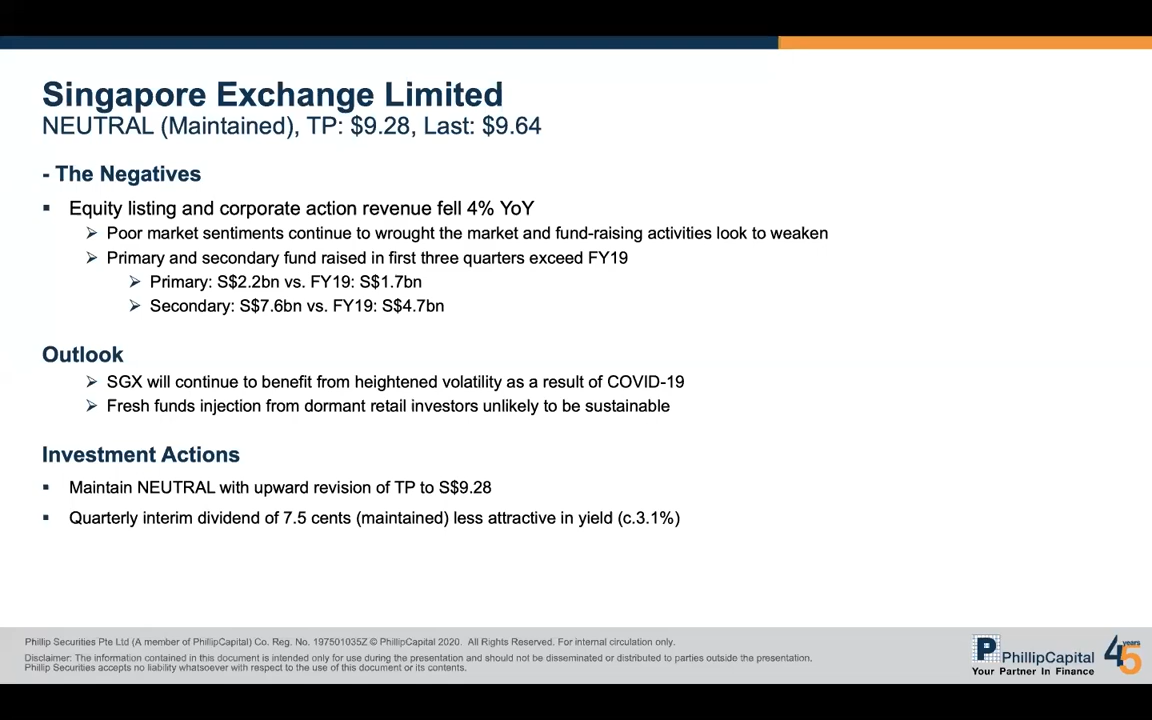 Singapore Exchange Limited
NEUTRAL (Maintained), TP: $9.28, Last: $9.64
- The Negatives
▪ Equity listing and corporate action revenue fell 4% YoY
➢ Poor market sentiments continue to wrought the market and fund-raising activities look to weaken
➢ Primary and secondary fund raised in first three quarters exceed FY19
➢ Primary: S$2.2bn vs. FY19: S$1.7bn
➢ Secondary: S$7.6bn vs. FY19: S$4.7bn
Outlook
➢ SGX will continue to benefit from heightened volatility as a result of COVID-19
➢ Fresh funds injection from dormant retail investors unlikely to be sustainable
Investment Actions
▪ Maintain NEUTRAL with upward revision of TP to S$9.28
▪ Quarterly interim dividend of 7.5 cents (maintained) less attractive in yield (c.3.1%)
Phillip Securities Pte Ltd (A member of PhillipCapital) Co. Reg. No. 197501035Z © PhillipCapital 2020. All Rights Reserved. For internal circulation only.
Disclaimer: The information contained in this document is intended only for use during the presentation and should not be disseminated or distributed to parties outside the presentation.
Phillip Securities accepts no liability whatsoever with respect to the use of this document or its contents.
P PhillipCapital
Your Partner In Finance
45 years